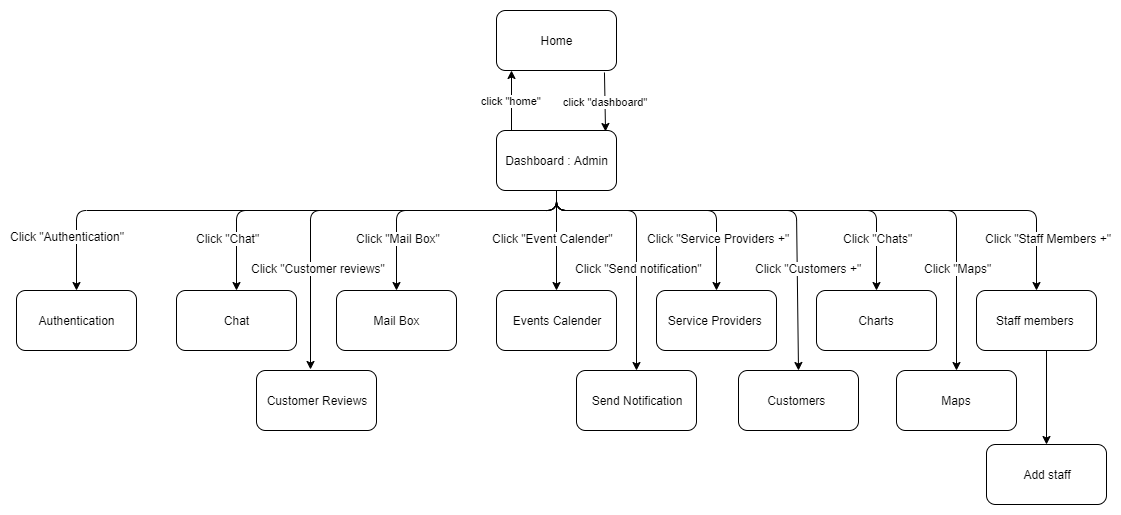 Home
click "home"
click "dashboard"
Dashboard : Admin
Click "Authentication"
Click "Chat"
Click "Mail Box"
Click "Event Calender"
Click "Service Providers +"
Click "Chats"
Click "Staff Members +"
Click "Customer reviews"
Click "Send notification"
Click "Customers +"
Click "Maps"
Authentication
Chat
Mail Box
Events Calender
Service Providers
Charts
Staff members
Customer Reviews
Send Notification
Customers
Maps
Add staff